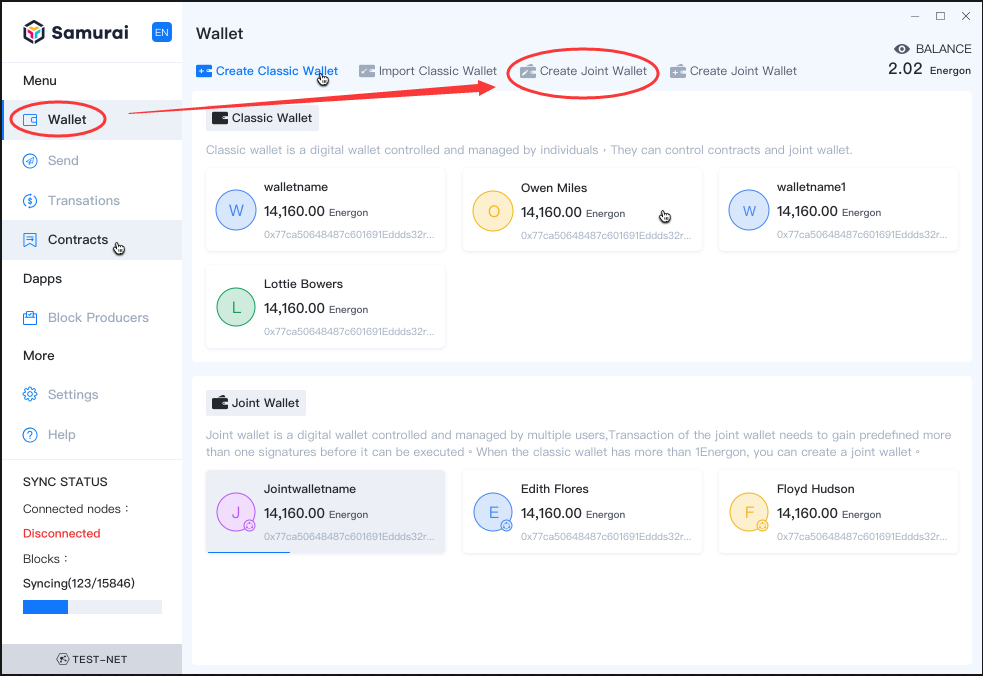 Samurai
EN
Menu
Wallet
Send
Transations
Contracts
Dapps
Block Producers
More
Settings
Help
SYNC STATUS
Connected nodes：
Disconnected
Blocks：
Syncing(123/15846)
TEST-NET
Wallet
BALANCE
2.02 Energon
Create Classic Wallet
Import Classic Wallet
Create Joint Wallet
Create Joint Wallet
Classic Wallet
Classic wallet is a digital wallet controlled and managed by individuals，They can control contracts and joint wallet.
W
walletname
14,160.00 Energon
0x77ca50648487c601691Eddds32r...
O
Owen Miles
14,160.00 Energon
0x77ca50648487c601691Eddds32r...
W
walletname1
14,160.00 Energon
0x77ca50648487c601691Eddds32r...
L
Lottie Bowers
14,160.00 Energon
0x77ca50648487c601691Eddds32r...
Joint Wallet
Joint wallet is a digital wallet controlled and managed by multiple users,Transaction of the joint wallet needs to gain predefined more
than one signatures before it can be executed。When the classic wallet has more than 1Energon, you can create a joint wallet。
J
Jointwalletname
14,160.00 Energon
0x77ca50648487c601691Eddds32r...
E
Edith Flores
14,160.00 Energon
0x77ca50648487c601691Eddds32r...
F
Floyd Hudson
14,160.00 Energon
0x77ca50648487c601691Eddds32r...